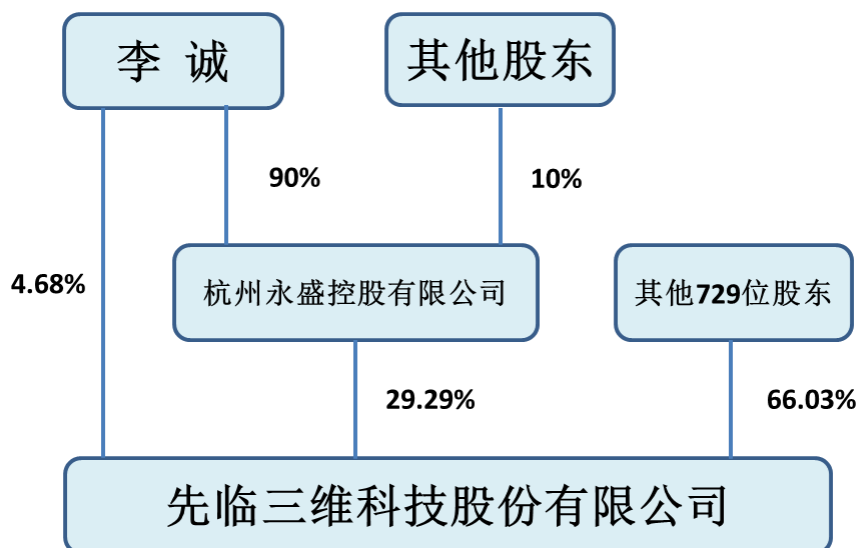 李 诚
其他股东
90%
10%
4.68%
杭州永盛控股有限公司
其他729位股东
29.29%
66.03%
先临三维科技股份有限公司